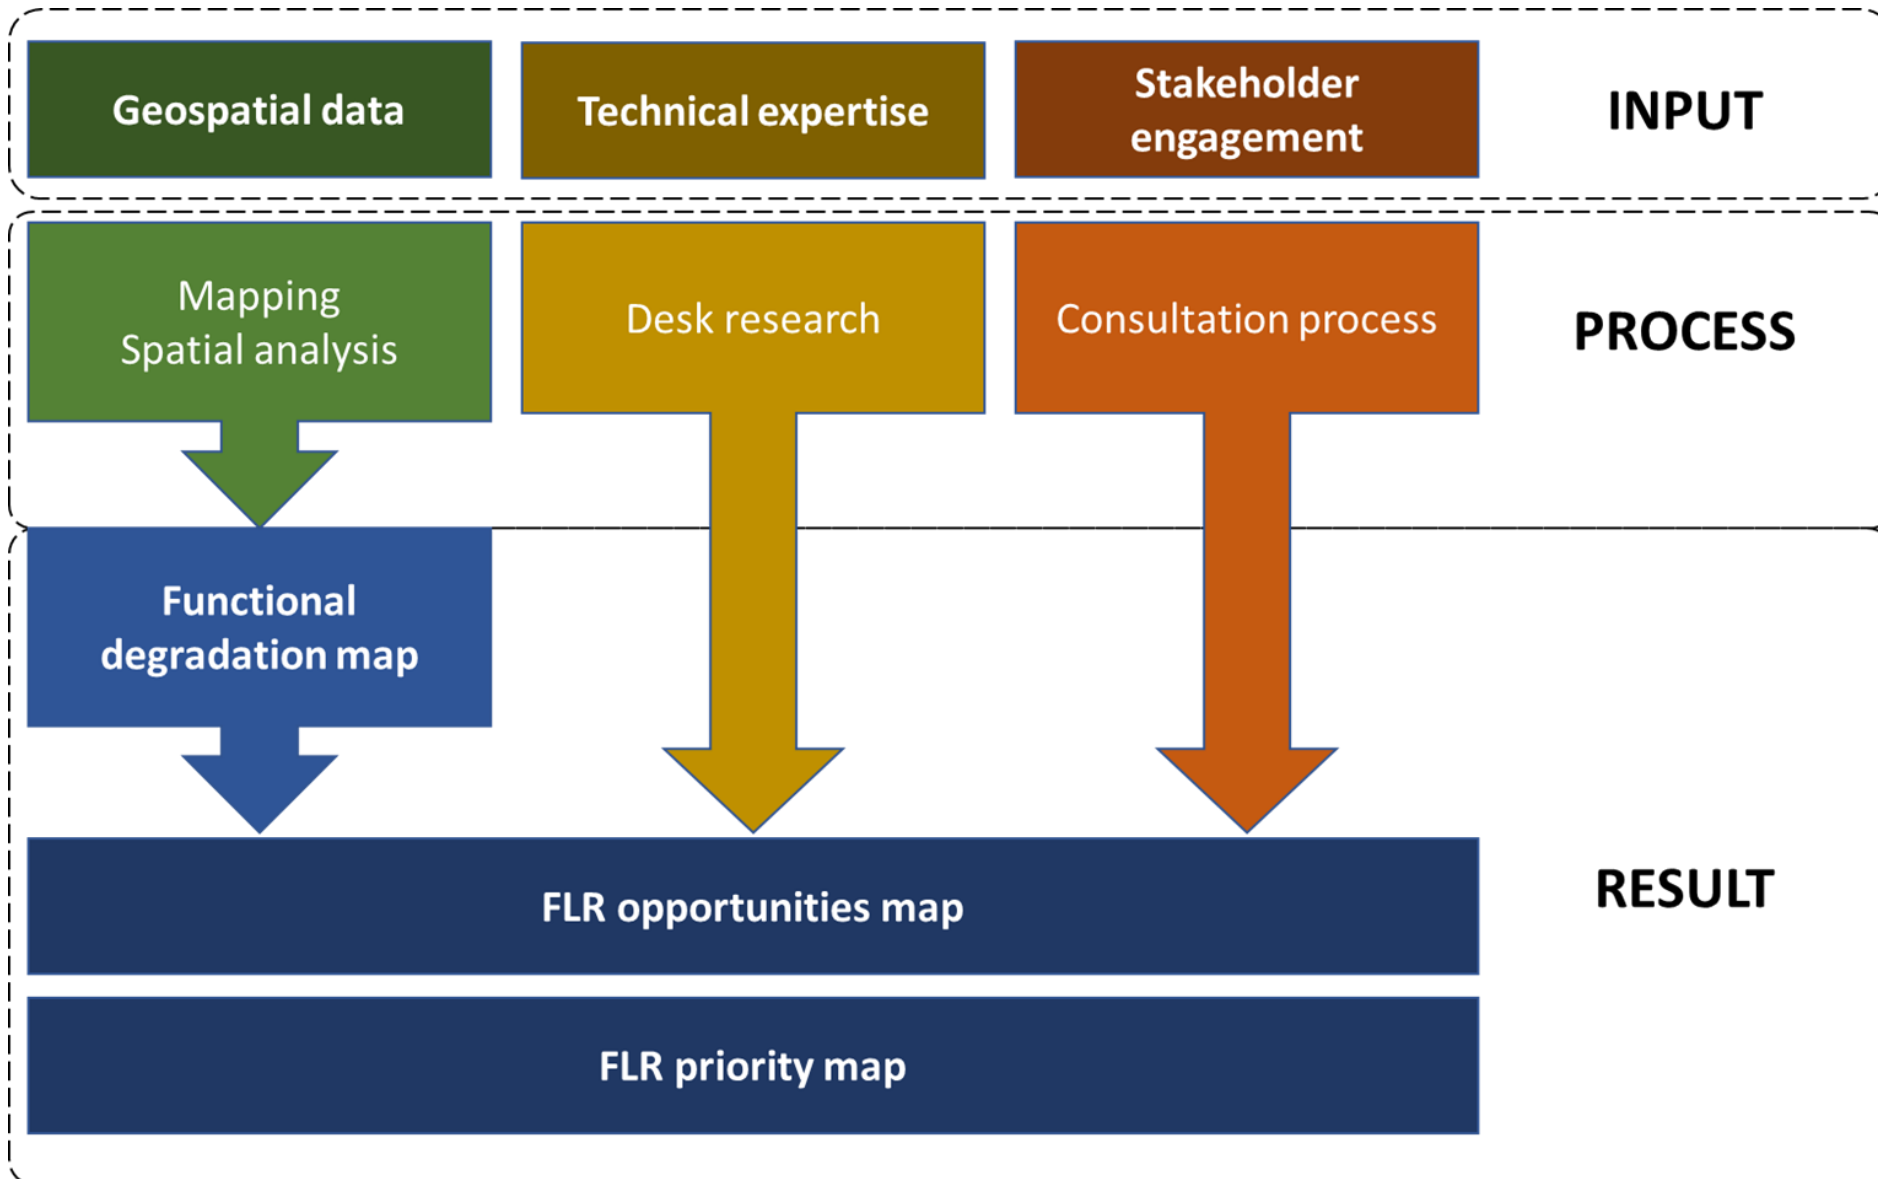 Geospatial data
Technical expertise
Stakeholder
engagement
INPUT
Mapping
Spatial analysis
Desk research
Consultation process
PROCESS
Functional
degradation map
FLR opportunities map
RESULT
FLR priority map